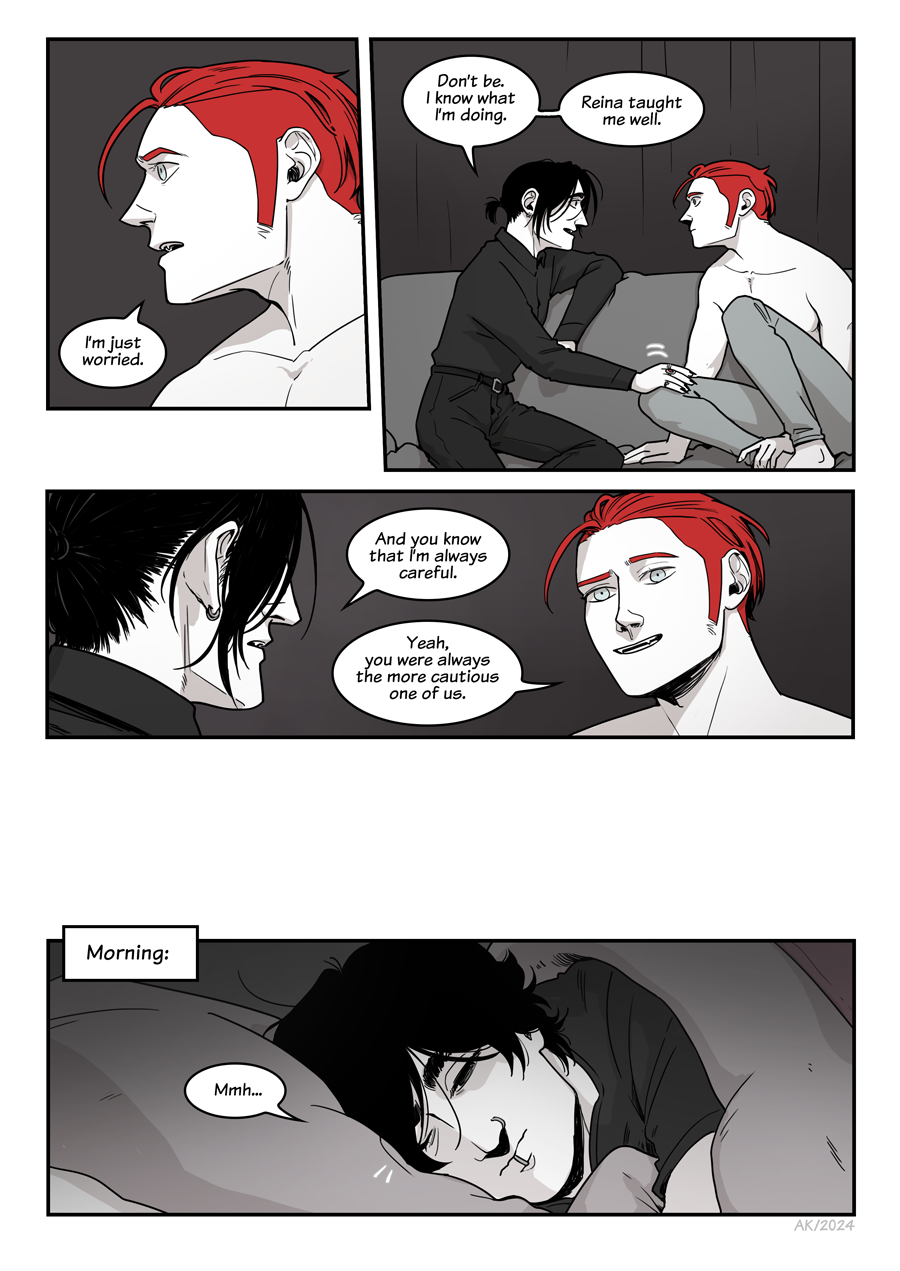 I'm just
worried.
Don't be.
I know what
I'm doing.
Reina taught
me well.
And you know
that I'm always
careful.
Yeah,
you were always
the more cautious
one of us.
Morning:
Mmh...
AK/2024